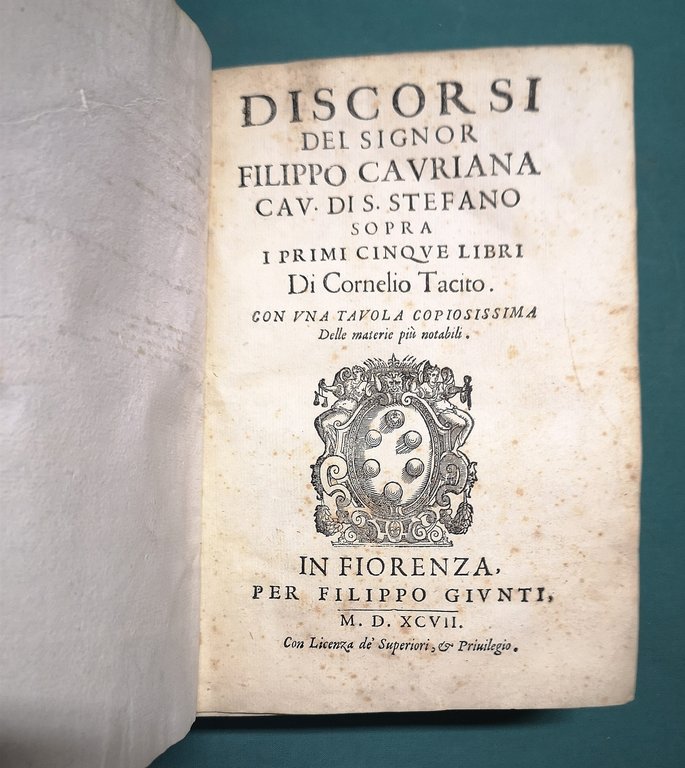 DISCORSI
DEL SIGNOR
FILIPPO CAVRIANA
CAV. DI S. STEFANO
SOPRA
I PRIMI CINQVE LIBRI
Di Cornelio Tacito.
CON VNA TAVOLA COPIOSISSIMA
Delle materie più notabili.
IN FIORENZA,
PER FILIPPO GIVNTI,
M. D. XCVII.
Con Licenza de' Superiori, & Priuilegio.